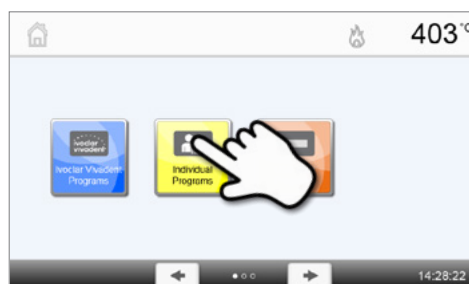 403 °C
ivoclar
vivadent
Ivoclar Vivadent
Programs
Individual
Programs
14:28:22